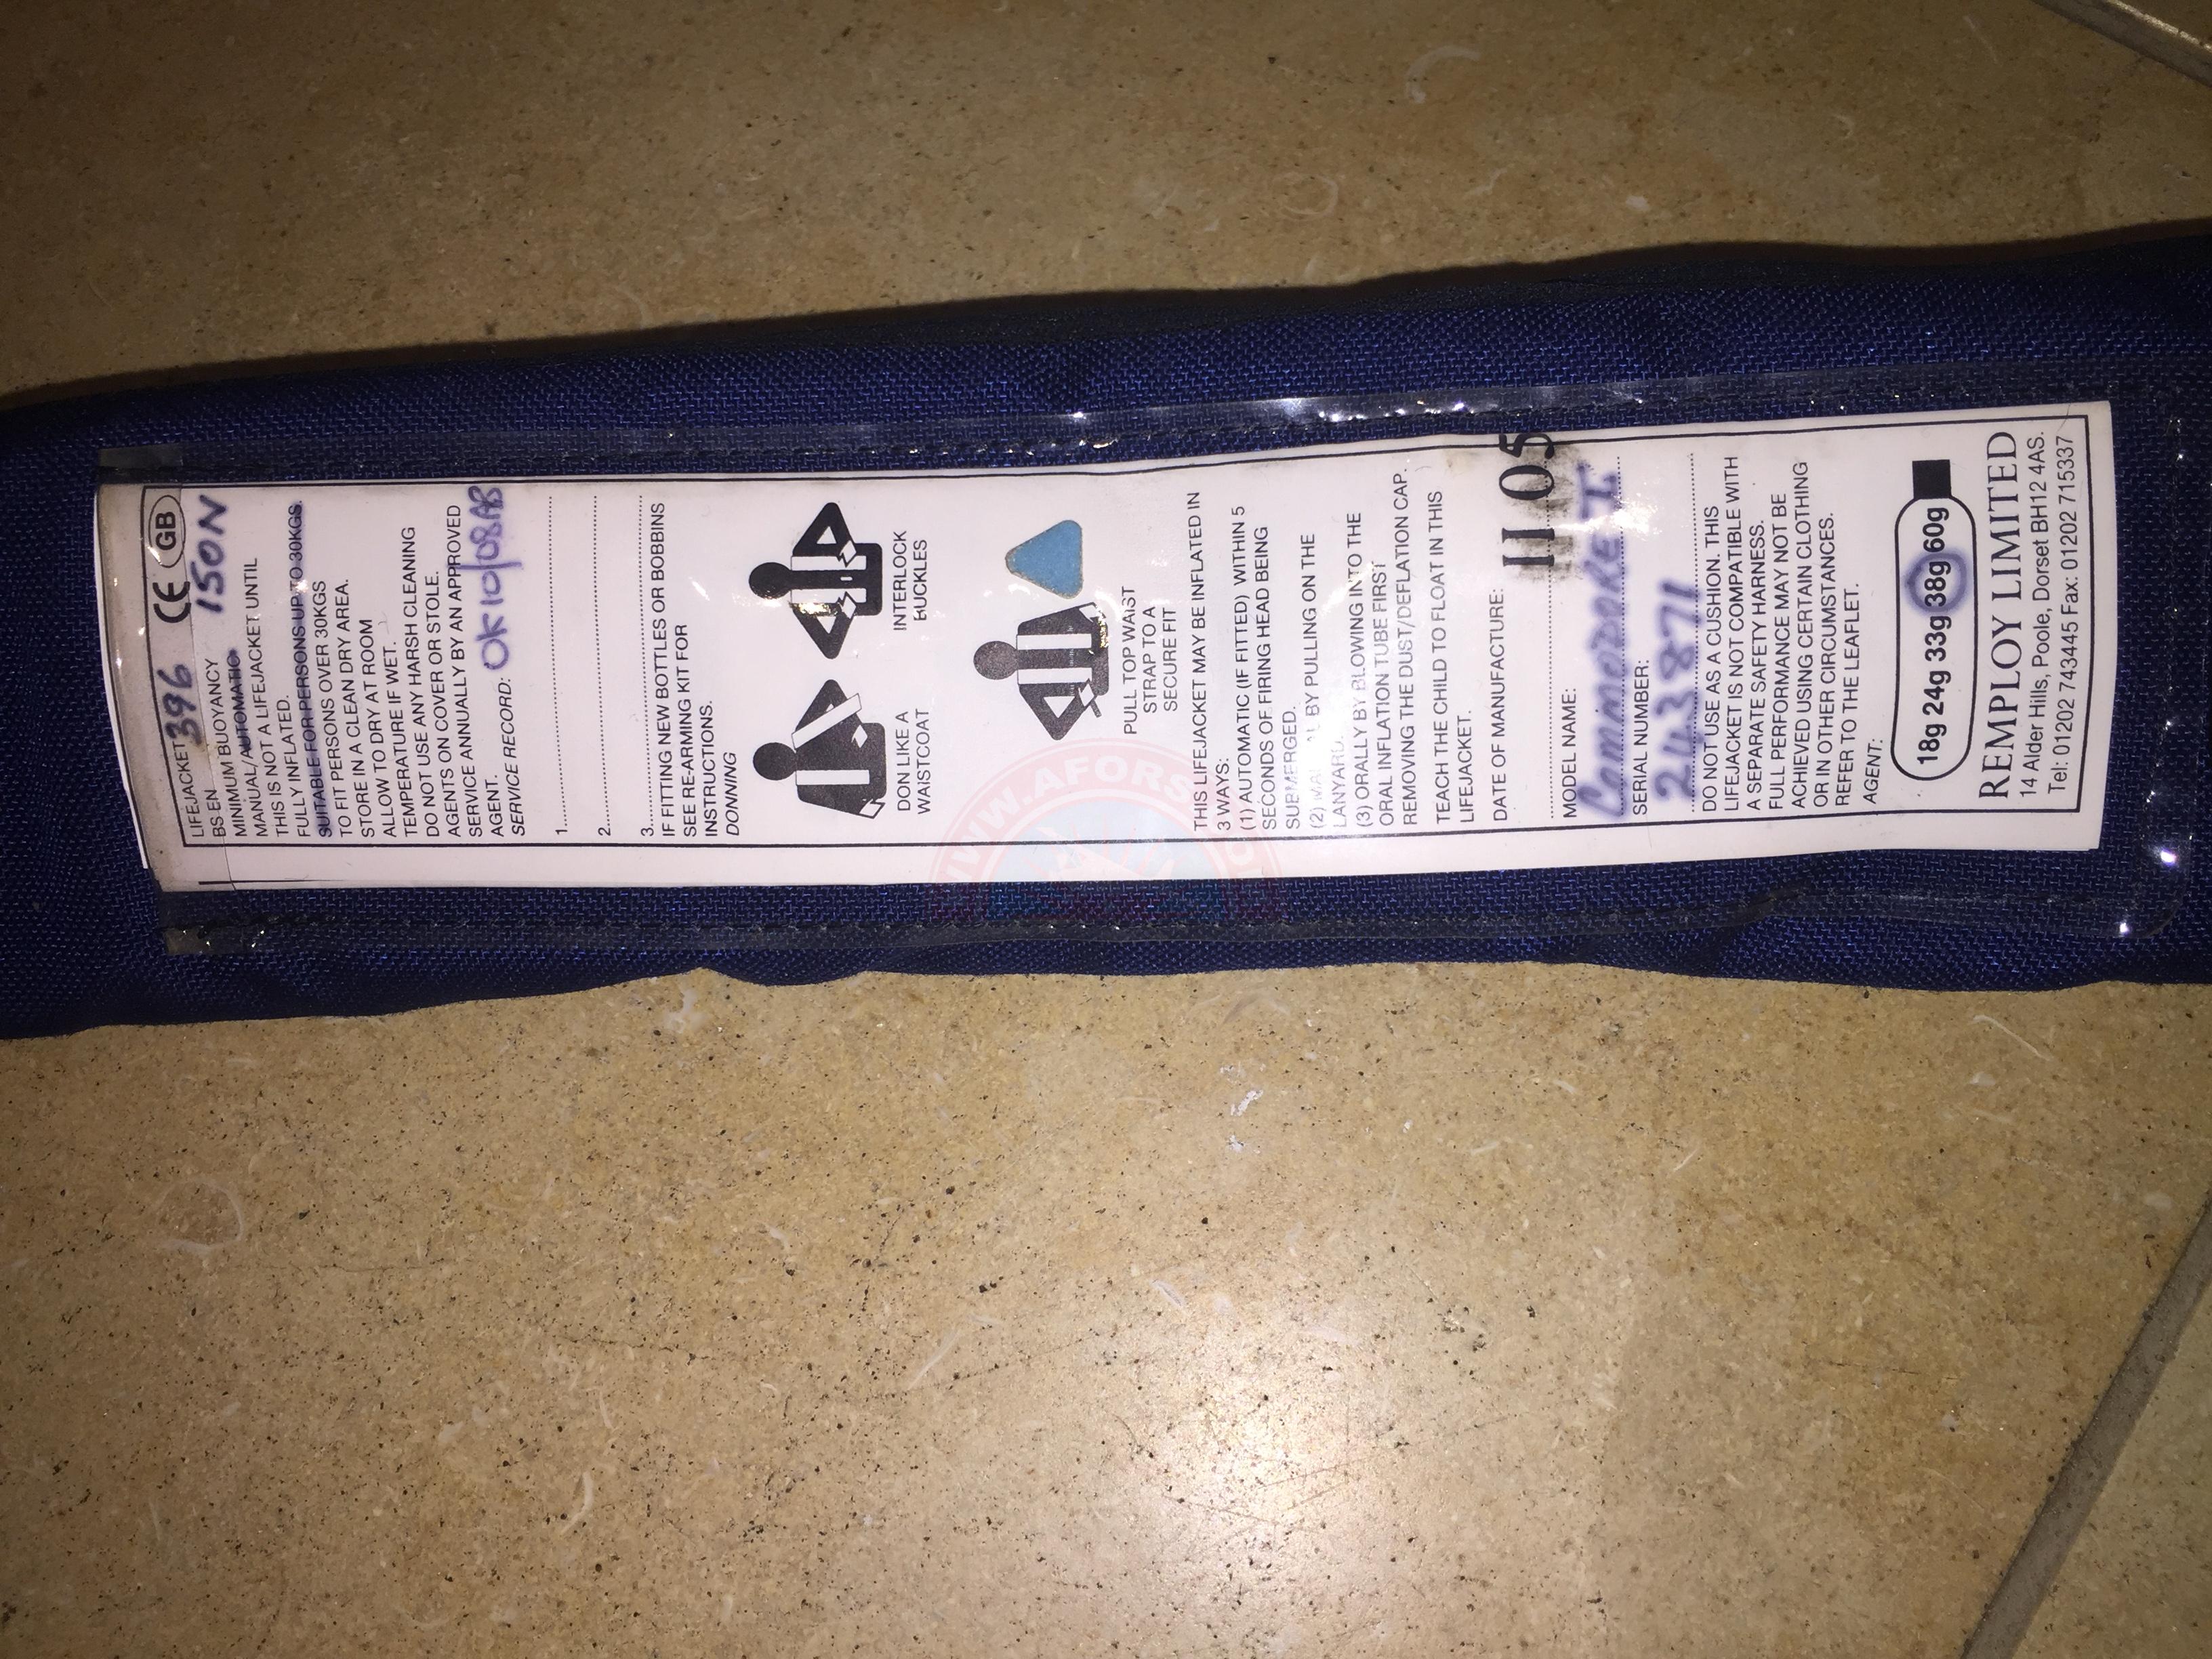 LIFEJACKET CE GB
BS EN 396 150N
MINIMUM BUOYANCY
MANUAL/AUTOMATIC
THIS IS NOT A LIFEJACKET UNTIL
FULLY INFLATED.
SUITABLE FOR PERSONS UP TO 30KGS.
TO FIT PERSONS OVER 30KGS
STORE IN A CLEAN DRY AREA.
ALLOW TO DRY AT ROOM
TEMPERATURE IF WET.
DO NOT USE ANY HARSH CLEANING
AGENTS ON COVER OR STOLE.
SERVICE ANNUALLY BY AN APPROVED
AGENT.
SERVICE RECORD: OK 10/08 AB
1
2
3
IF FITTING NEW BOTTLES OR BOBBINS
SEE RE-ARMING KIT FOR
INSTRUCTIONS.
DONNING
DON LIKE A
WAISTCOAT
INTERLOCK
BUCKLES
PULL TOP WAIST
STRAP TO A
SECURE FIT
THIS LIFEJACKET MAY BE INFLATED IN
3 WAYS:
(1) AUTOMATIC (IF FITTED) WITHIN 5
SECONDS OF FIRING HEAD BEING
SUBMERGED.
(2) BY PULLING ON THE
LANYARD.
(3) ORALLY BY BLOWING INTO THE
ORAL INFLATION TUBE FIRST
REMOVING THE DUST/DEFLATION CAP.
TEACH THE CHILD TO FLOAT IN THIS
LIFEJACKET.
DATE OF MANUFACTURE:
11 05
MODEL NAME:
SERIAL NUMBER:
243871
DO NOT USE AS A CUSHION. THIS
LIFEJACKET IS NOT COMPATIBLE WITH
A SEPARATE SAFETY HARNESS.
FULL PERFORMANCE MAY NOT BE
ACHIEVED USING CERTAIN CLOTHING
OR IN OTHER CIRCUMSTANCES.
REFER TO THE LEAFLET.
AGENT:
18g 24g 33g 38g 60g
REMPLOY LIMITED
14 Alder Hills, Poole, Dorset BH12 4AS.
Tel: 01202 743445 Fax: 01202 715337